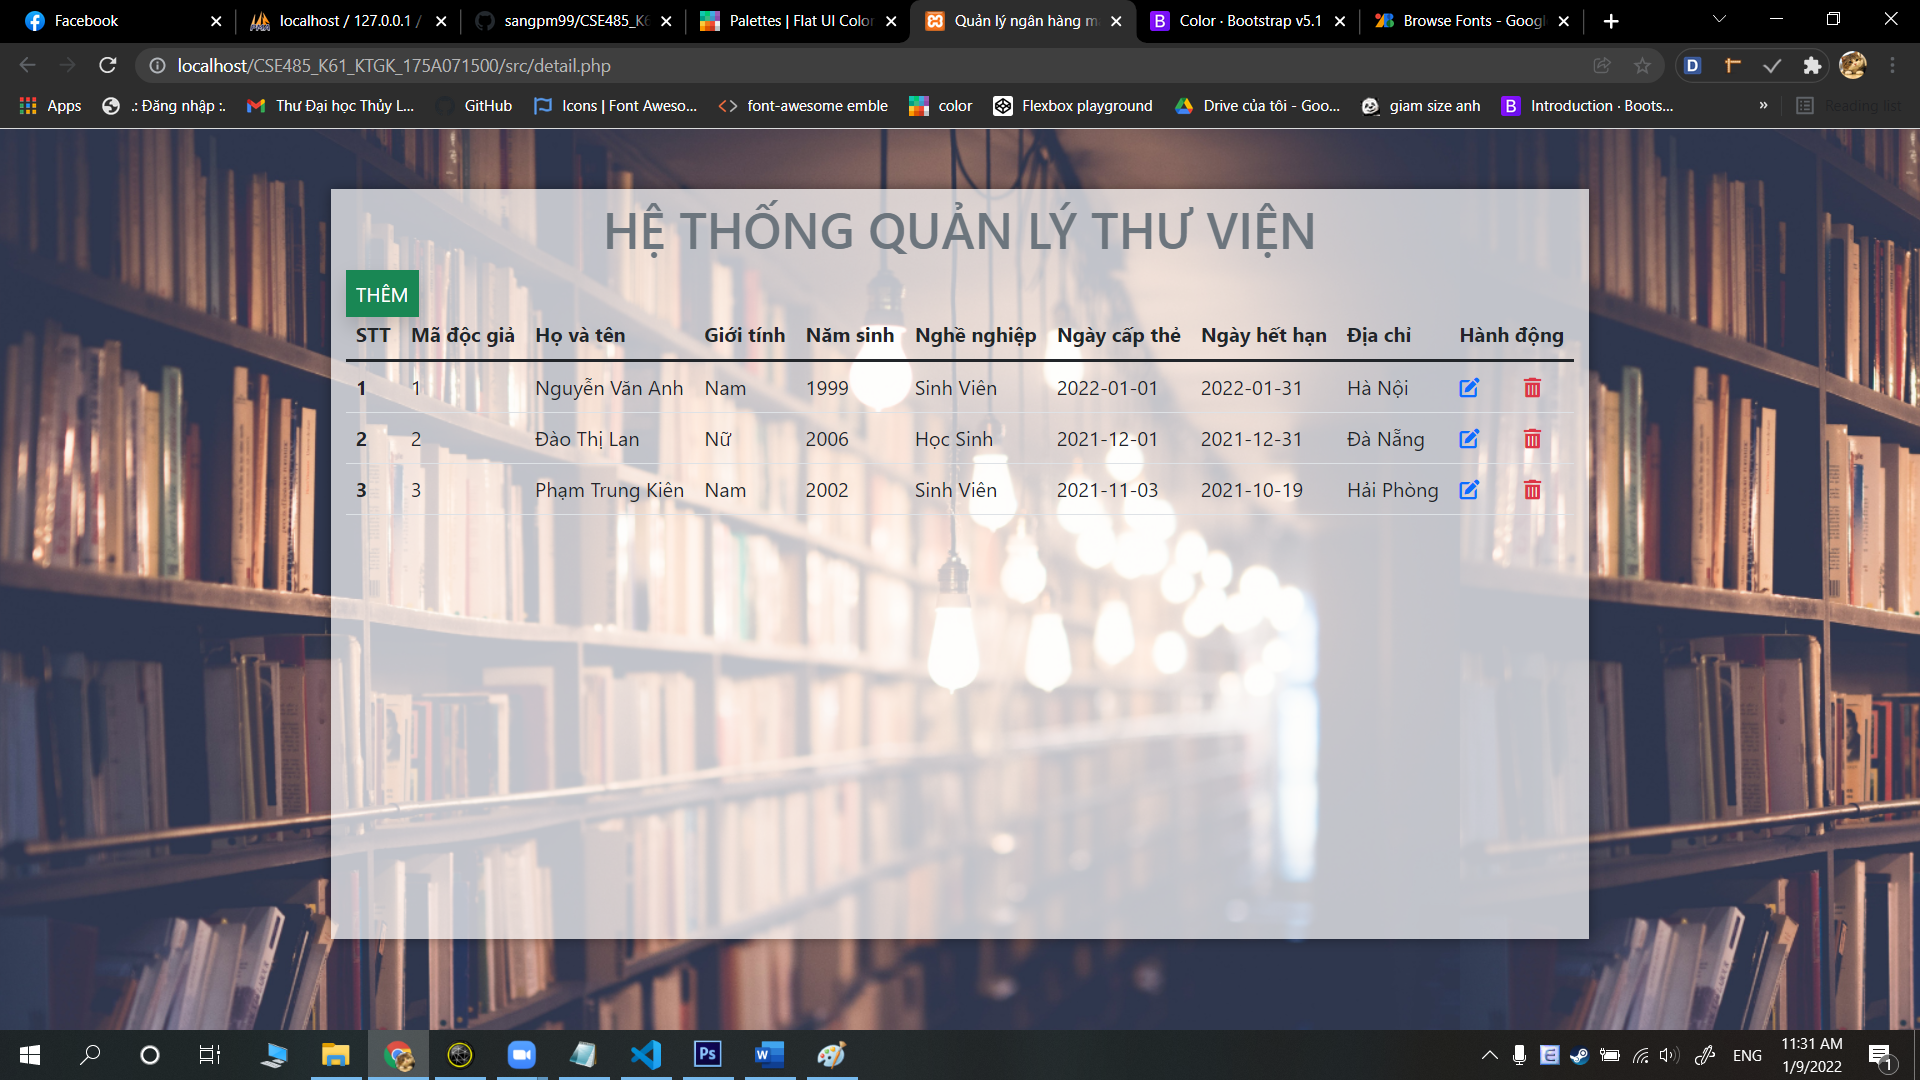 Facebook
localhost / 127.0.0.1 /
sangpm99/CSE485_K6
Palettes | Flat UI Color
Quản lý ngân hàng m
Color · Bootstrap v5.1
Browse Fonts - Google
localhost/CSE485_K61_KTGK_175A071500/src/detail.php
Apps
.: Đăng nhập :.
Thư Đại học Thủy L...
GitHub
Icons | Font Aweso...
font-awesome emble
color
Flexbox playground
Drive của tôi - Goo...
giam size anh
Introduction · Boots...
»
Reading list
HỆ THỐNG QUẢN LÝ THƯ VIỆN
THÊM
STT Mã độc giả Họ và tên Giới tính Năm sinh Nghề nghiệp Ngày cấp thẻ Ngày hết hạn Địa chỉ Hành động
1 1 Nguyễn Văn Anh Nam 1999 Sinh Viên 2022-01-01 2022-01-31 Hà Nội
2 2 Đào Thị Lan Nữ 2006 Học Sinh 2021-12-01 2021-12-31 Đà Nẵng
3 3 Phạm Trung Kiên Nam 2002 Sinh Viên 2021-11-03 2021-10-19 Hải Phòng
ENG
11:31 AM
1/9/2022
1